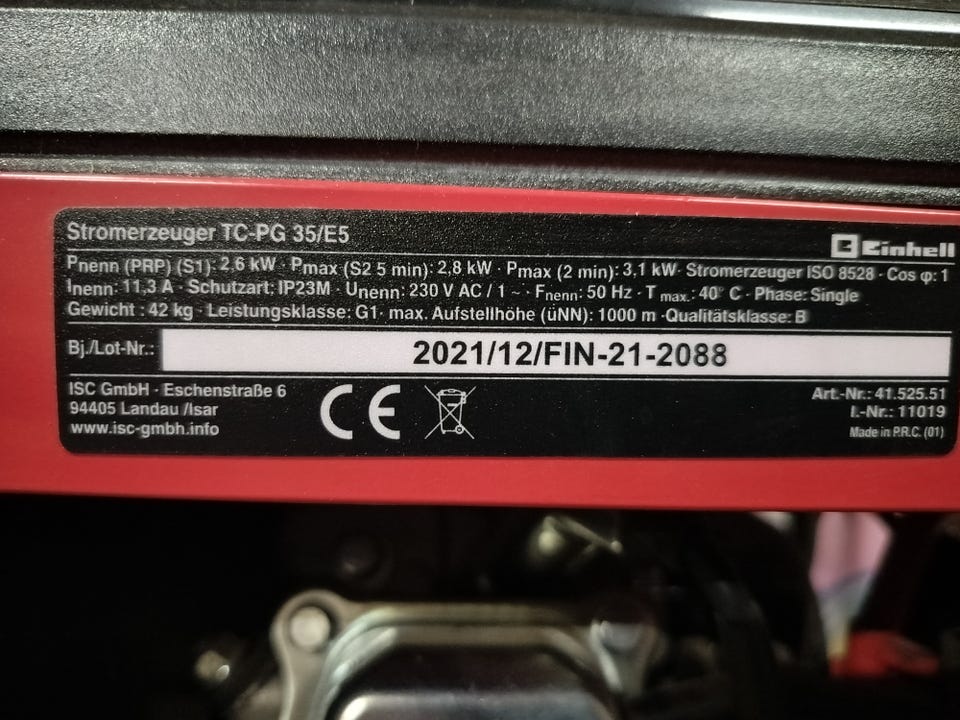 Stromerzeuger TC-PG 35/E5
Einhell
Pnenn (PRP) (S1): 2,6 kW · Pmax (S2 5 min): 2,8 kW · Pmax (2 min): 3,1 kW · Stromerzeuger ISO 8528 · Cos φ: 1
Inenn: 11,3 A · Schutzart: IP23M · Unenn: 230 V AC / 1 ~ · Fnenn: 50 Hz · T max.: 40° C · Phase: Single
Gewicht : 42 kg · Leistungsklasse: G1· max. Aufstellhöhe (üNN): 1000 m ·Qualitätsklasse: B
Bj./Lot-Nr.: 2021/12/FIN-21-2088
ISC GmbH · Eschenstraße 6
94405 Landau /Isar
www.isc-gmbh.info
CE
Art.-Nr.: 41.525.51
I.-Nr.: 11019
Made in P.R.C. (01)